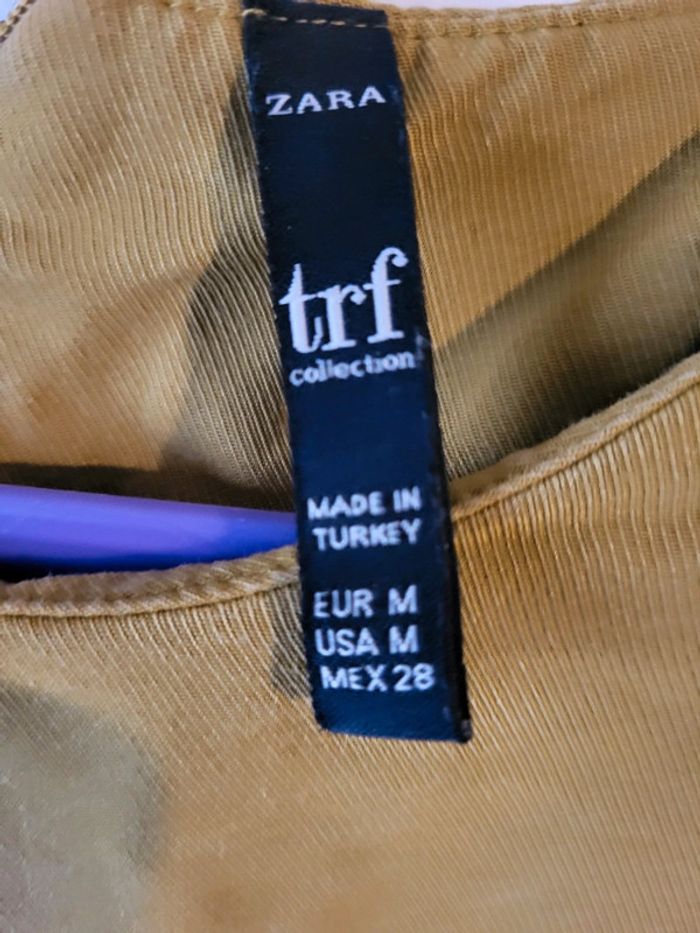 ZARA
trf
collection
MADE IN
TURKEY
EUR M
USA M
MEX 28